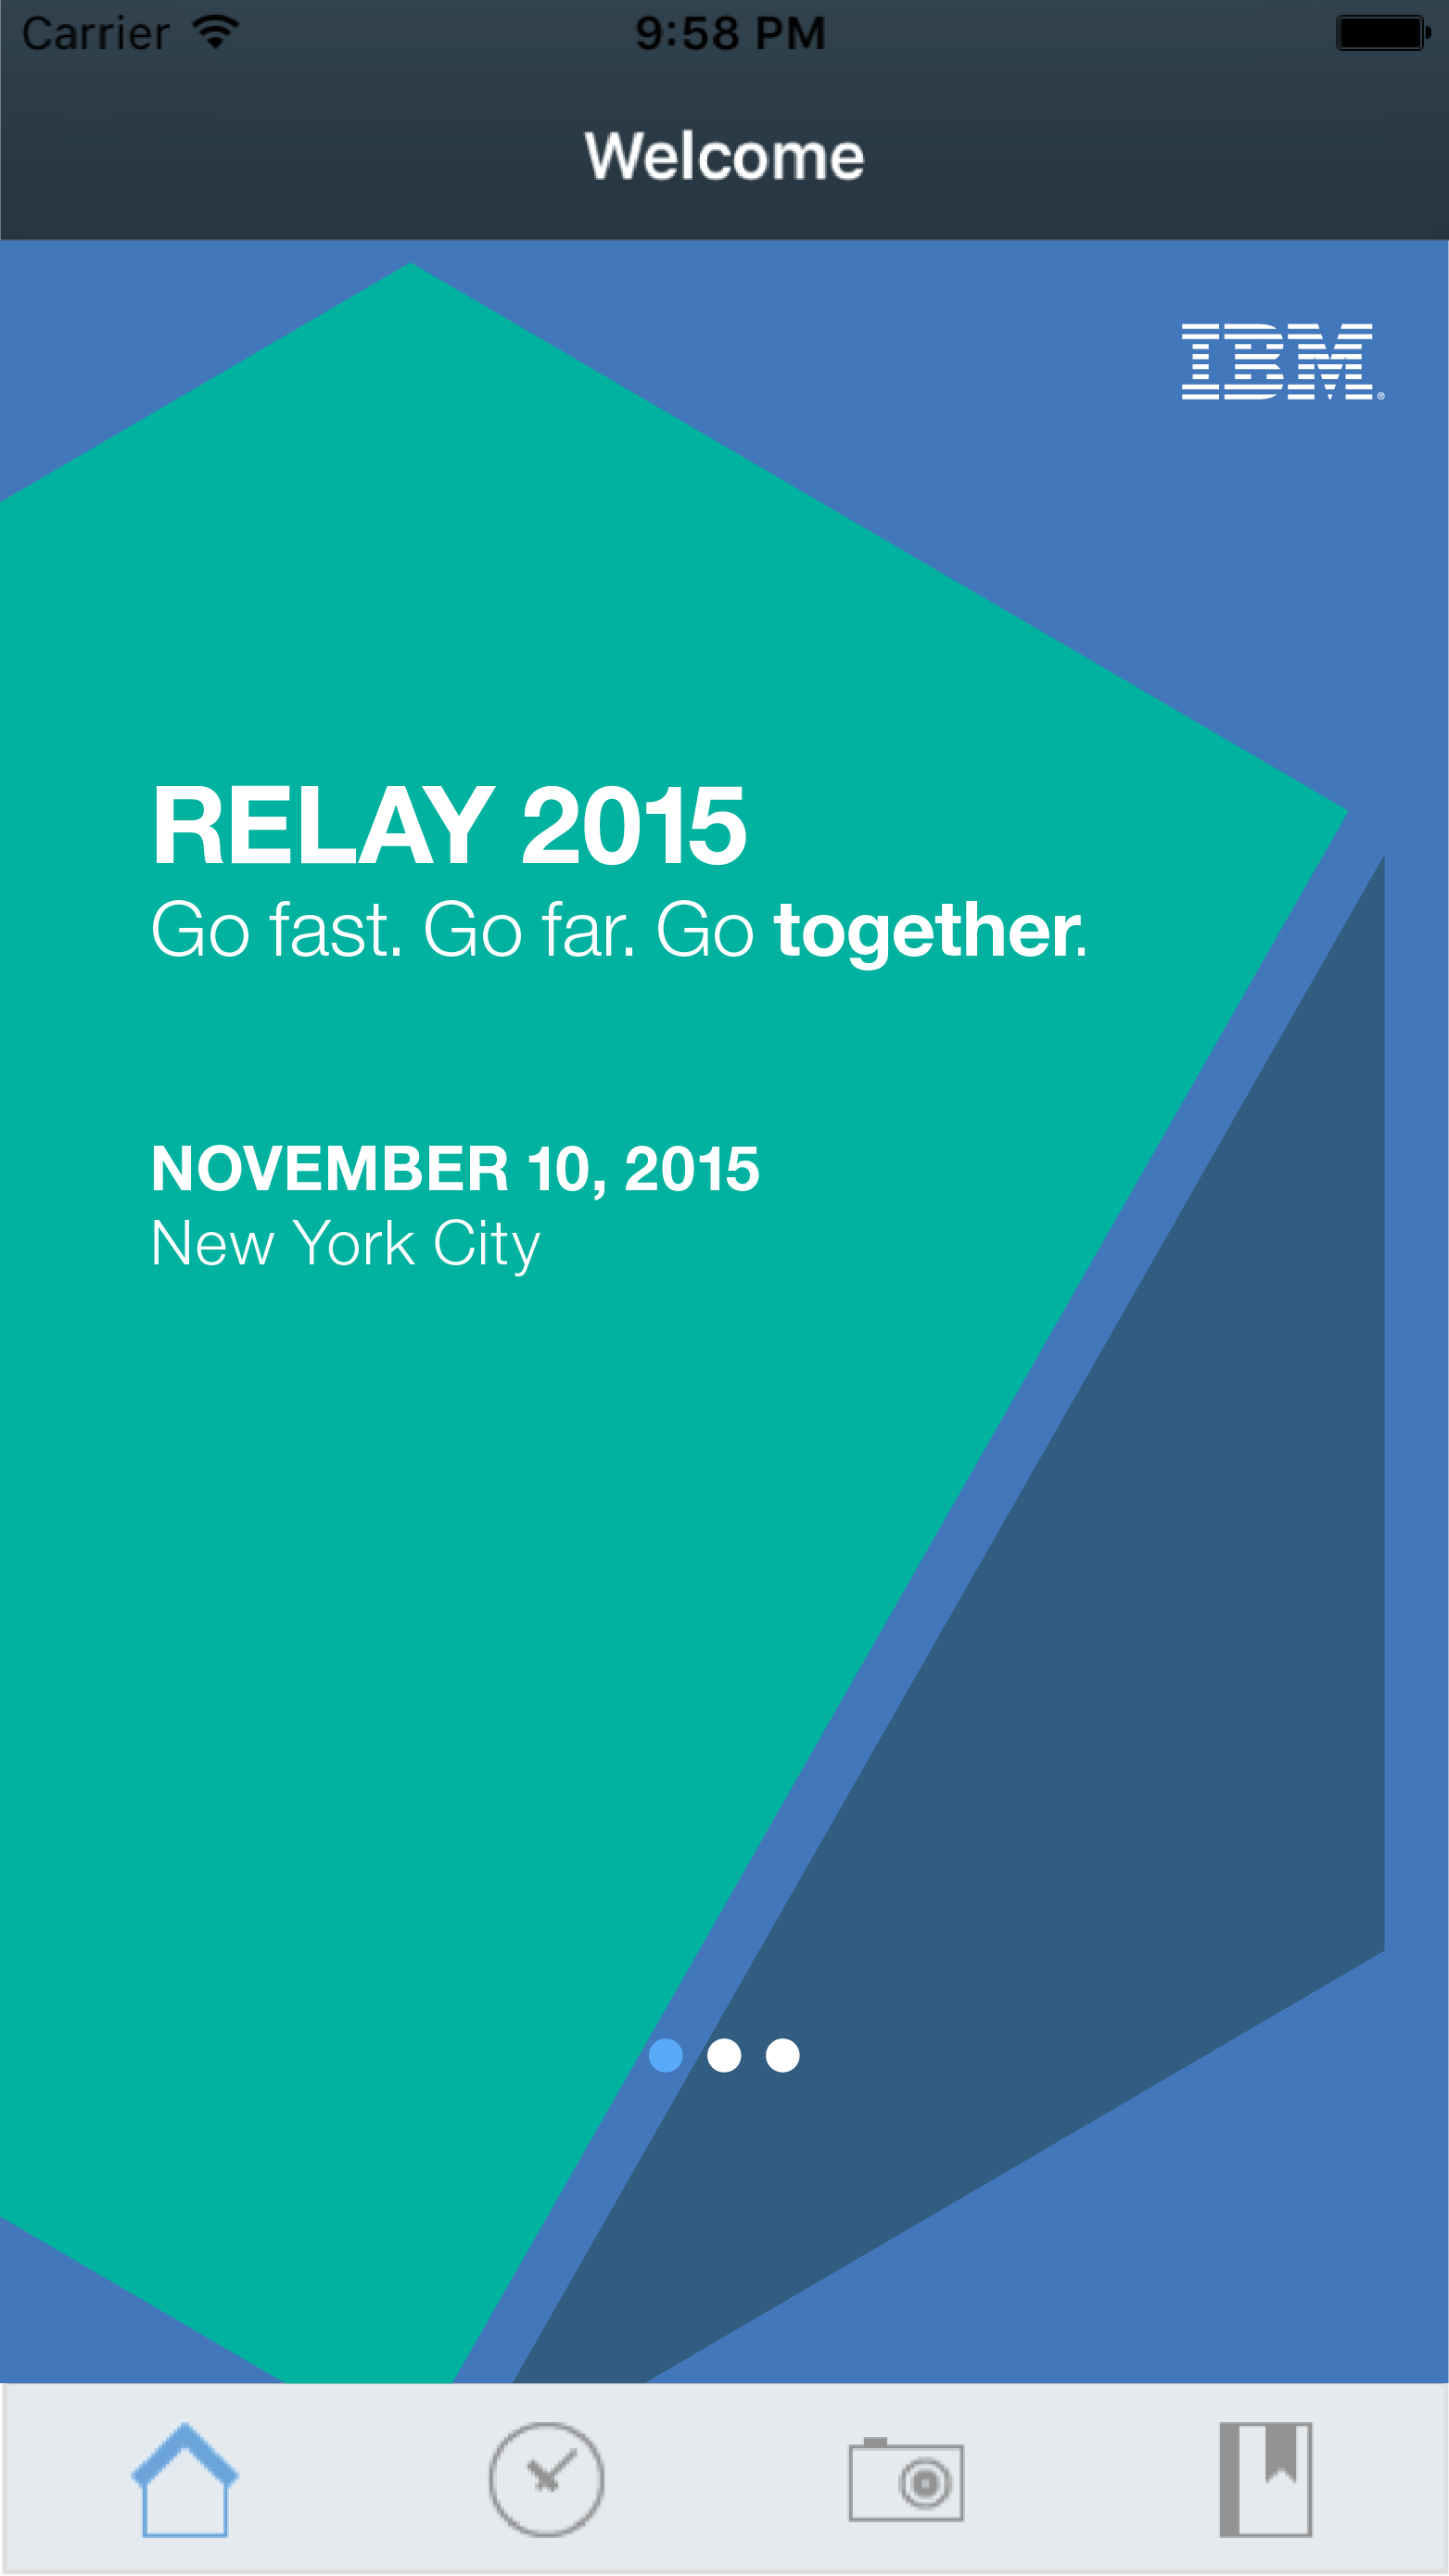 Carrier 9:58 PM
Welcome
IBM®
RELAY 2015
Go fast. Go far. Go together.
NOVEMBER 10, 2015
New York City